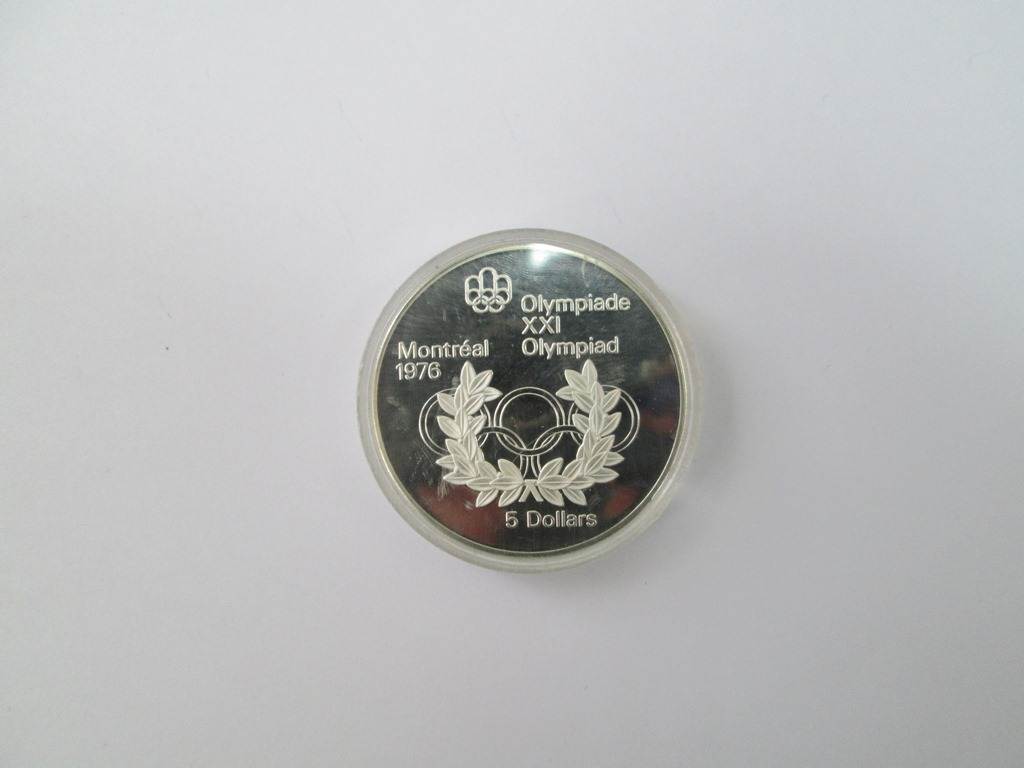 Olympiade
XXI
Olympiad
Montréal
1976
5 Dollars